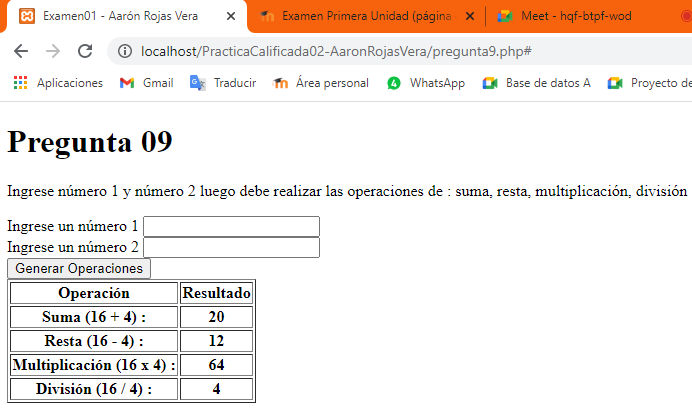 Examen01 - Aarón Rojas Vera
Examen Primera Unidad (página
Meet - hqf-btpf-wod
localhost/PracticaCalificada02-AaronRojasVera/pregunta9.php#
Aplicaciones Gmail Traducir Área personal WhatsApp Base de datos A Proyecto de
Pregunta 09
Ingrese número 1 y número 2 luego debe realizar las operaciones de : suma, resta, multiplicación, división
Ingrese un número 1
Ingrese un número 2
Generar Operaciones
Operación Resultado
Suma (16 + 4) : 20
Resta (16 - 4) : 12
Multiplicación (16 x 4) : 64
División (16 / 4) : 4